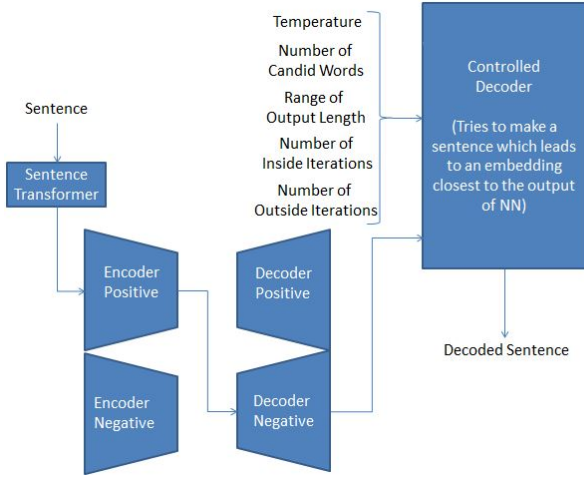 Temperature
Number of
Candid Words
Range of
Output Length
Number of
Inside Iterations
Number of
Outside Iterations
Controlled
Decoder
(Tries to make a
sentence which leads
to an embedding
closest to the output
of NN)
Sentence
Sentence
Transformer
Encoder
Positive
Decoder
Positive
Encoder
Negative
Decoder
Negative
Decoded Sentence